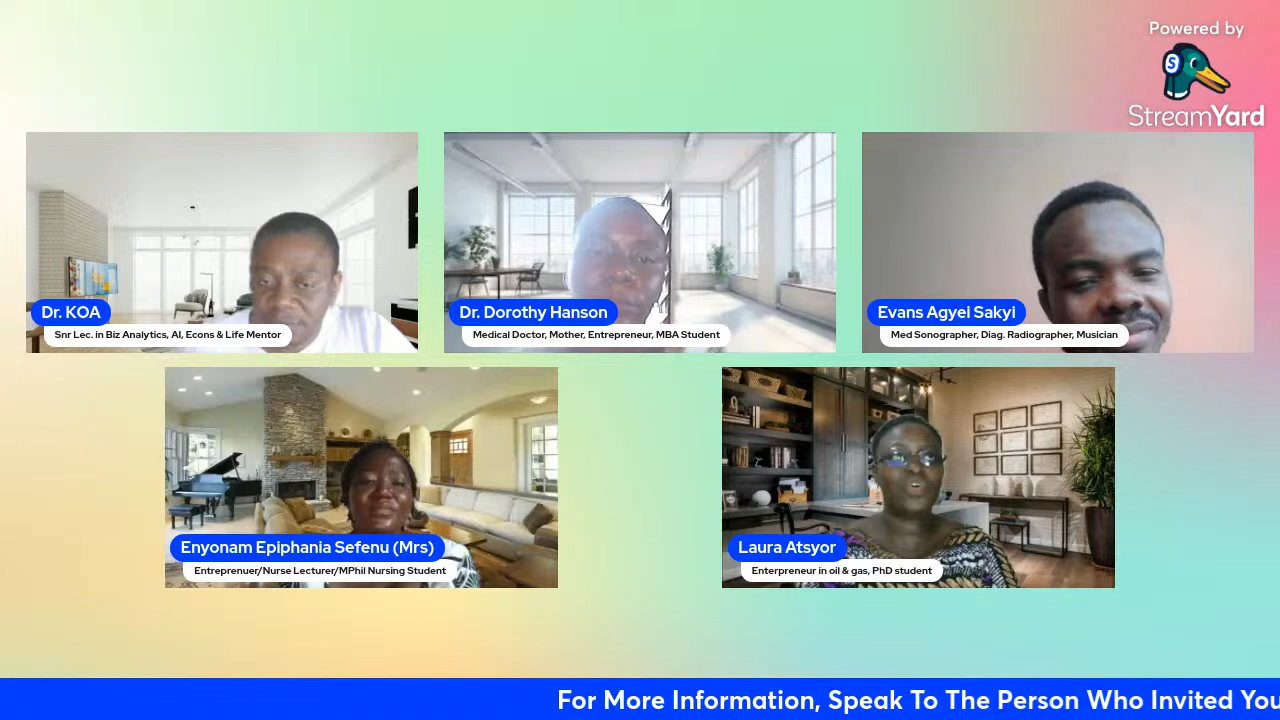 Powered by
StreamYard
Dr. KOA
Snr Lec. in Biz Analytics, AI, Econs & Life Mentor
Dr. Dorothy Hanson
Medical Doctor, Mother, Entrepreneur, MBA Student
Evans Agyei Sakyi
Med Sonographer, Diag. Radiographer, Musician
Enyonam Epiphania Sefenu (Mrs)
Entreprenuer/Nurse Lecturer/MPhil Nursing Student
Laura Atsyor
Enterpreneur in oil & gas, PhD student
For More Information, Speak To The Person Who Invited You